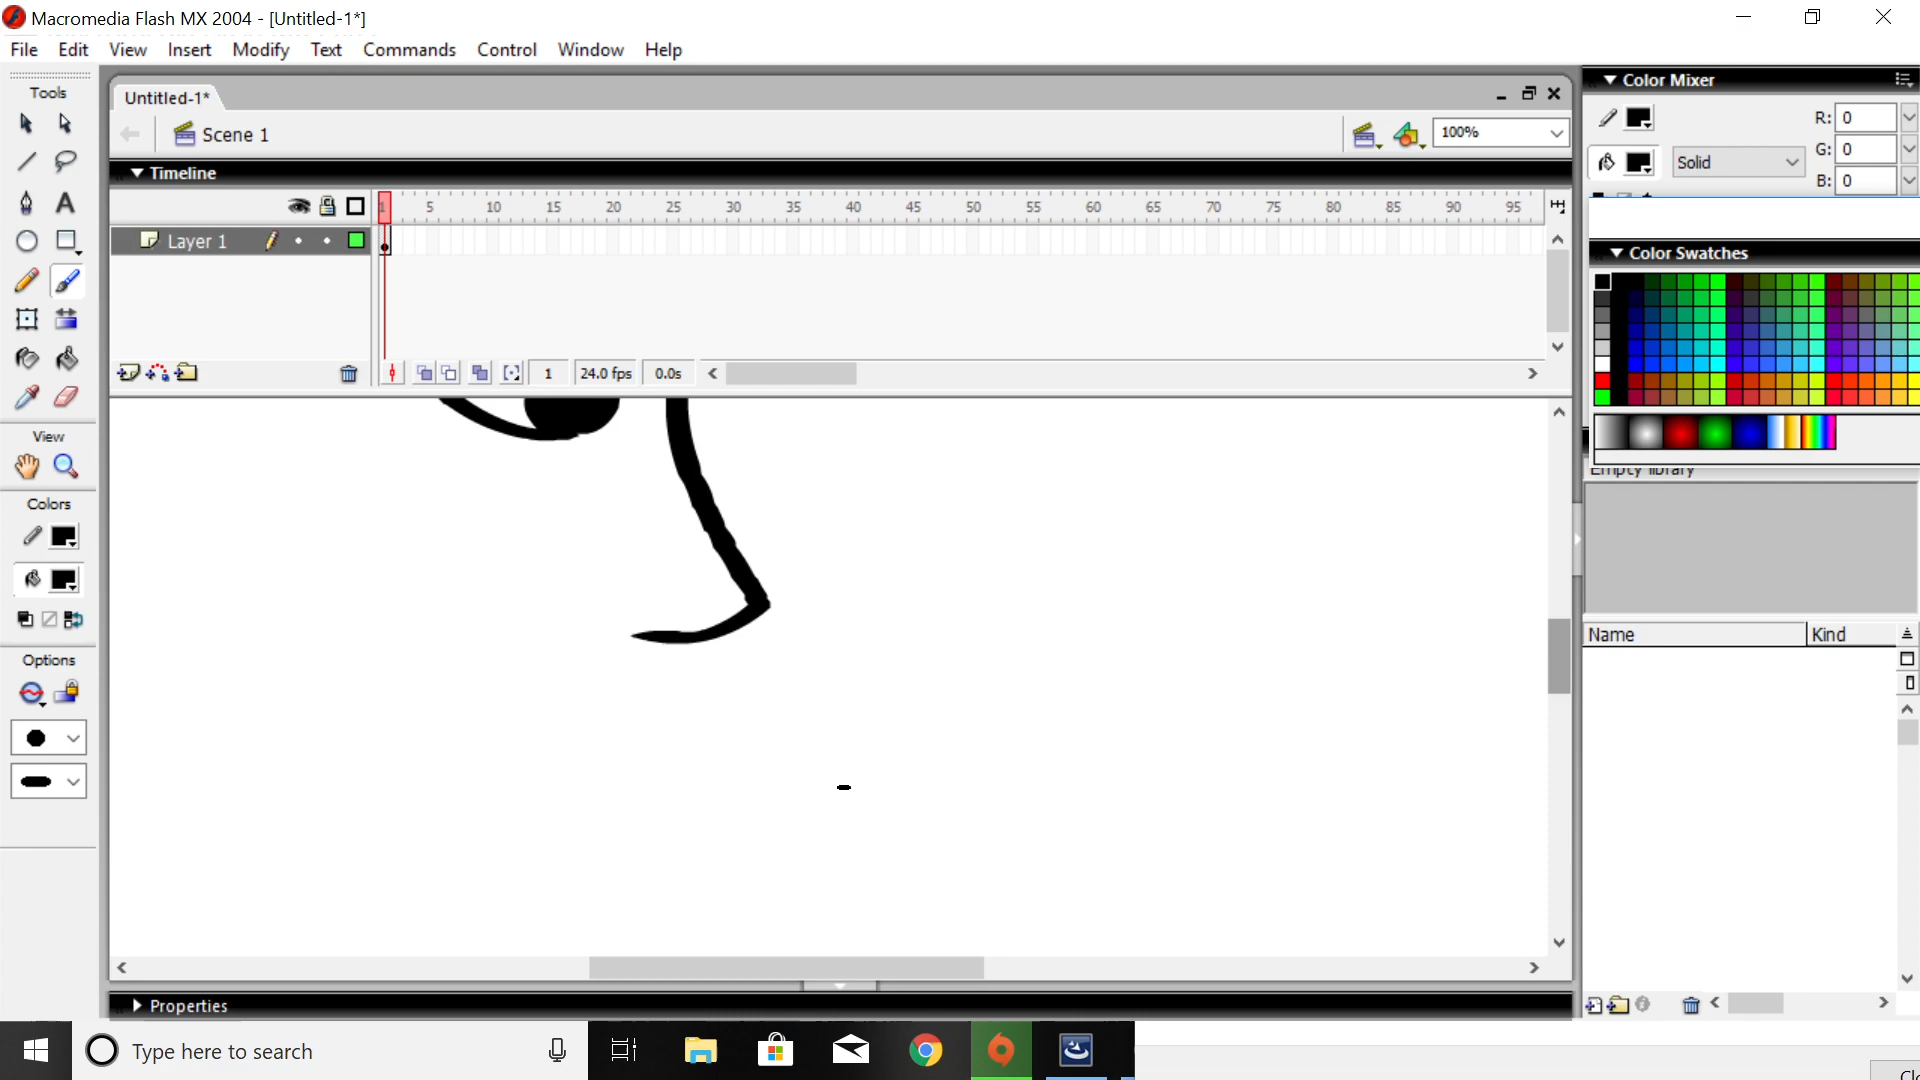 Macromedia Flash MX 2004 - [Untitled-1*]
File Edit View Insert Modify Text Commands Control Window Help
Tools
Untitled-1*
Color Mixer
Scene 1
100%
R: 0
Solid
G: 0
B: 0
Timeline
1 5 10 15 20 25 30 35 40 45 50 55 60 65 70 75 80 85 90 95
Layer 1
Color Swatches
1 24.0 fps 0.0s
View
Empty library
Colors
Name Kind
Options
Properties
Type here to search